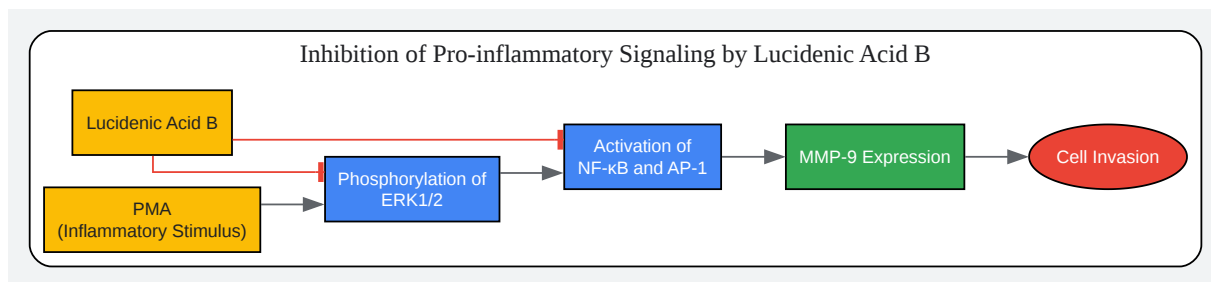 Inhibition of Pro-inflammatory Signaling by Lucidenic Acid B
Lucidenic Acid B
PMA
(Inflammatory Stimulus)
Phosphorylation of
ERK1/2
Activation of
NF-κB and AP-1
MMP-9 Expression
Cell Invasion